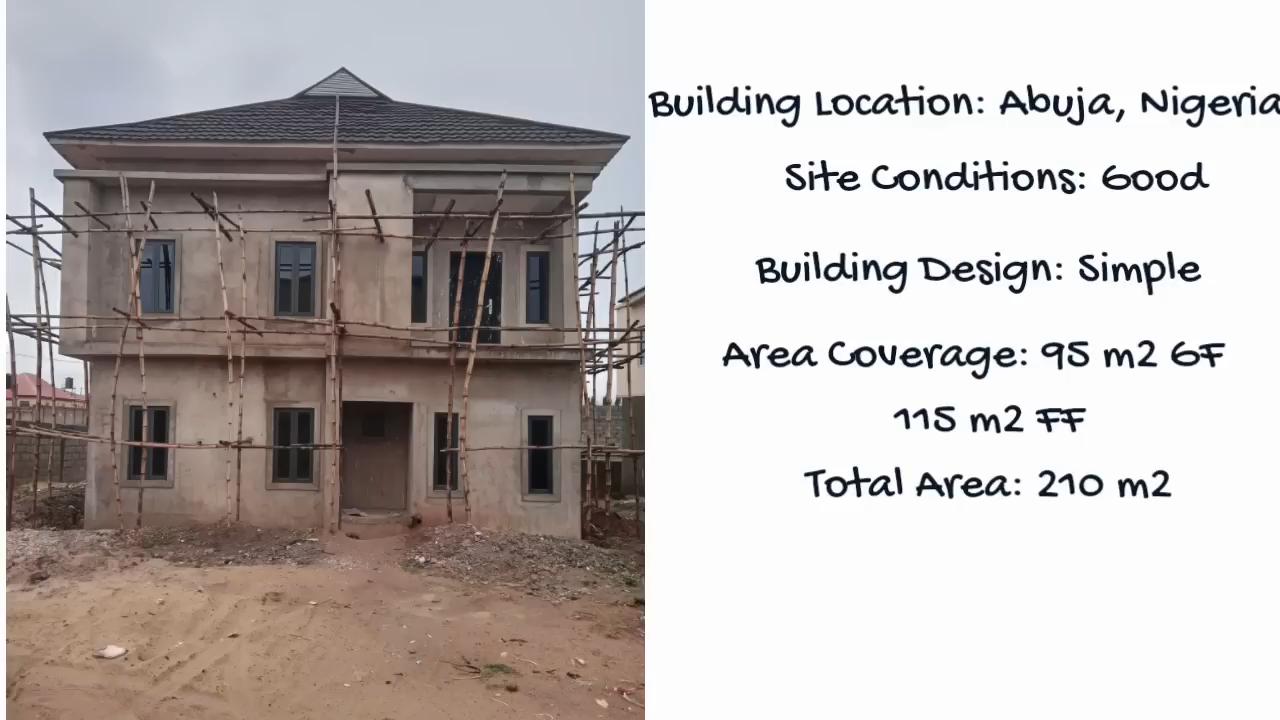 Building Location: Abuja, Nigeria
Site Conditions: Good
Building Design: Simple
Area Coverage: 95 m2 GF
115 m2 FF
Total Area: 210 m2